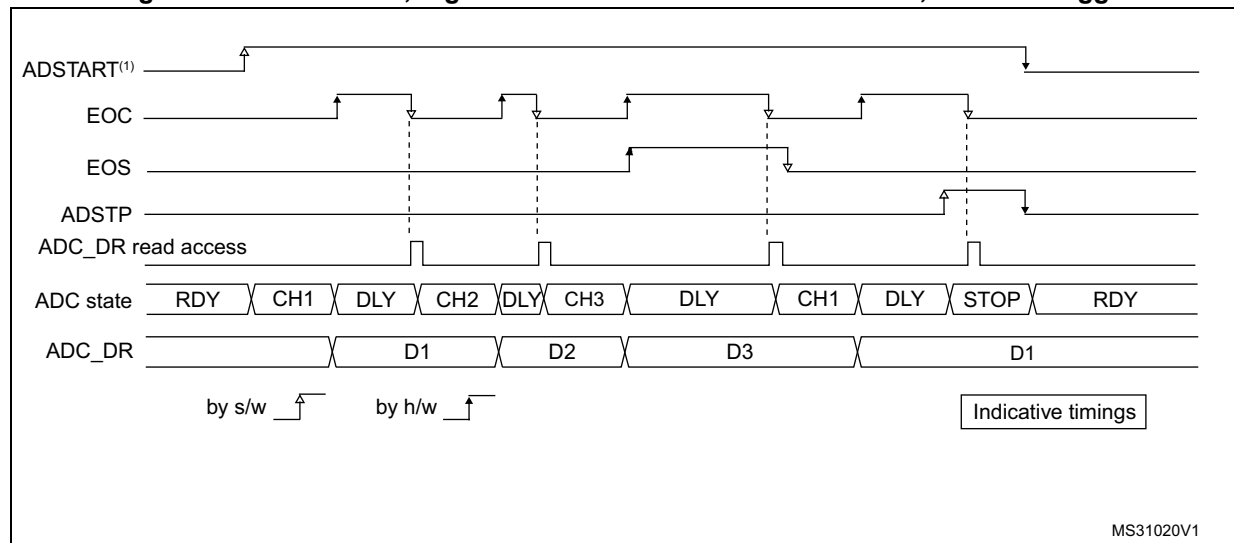 ADSTART(1)
EOC
EOS
ADSTP
ADC_DR read access
ADC state RDY CH1 DLY CH2 DLY CH3 DLY CH1 DLY STOP RDY
ADC_DR D1 D2 D3 D1
by s/w by h/w Indicative timings
MS31020V1